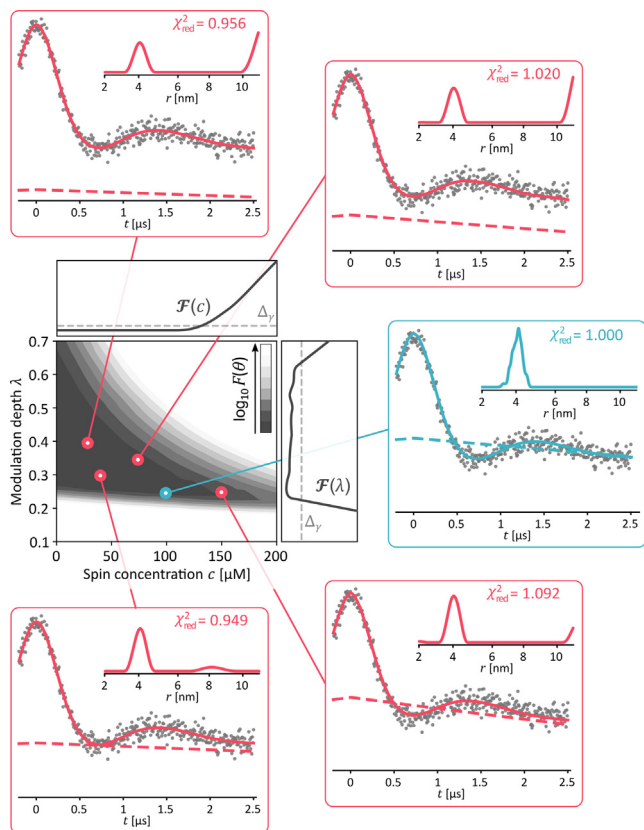 χ²red = 0.956
2 4 6 8 10
r [nm]
0 0.5 1 1.5 2 2.5
t [µs]
χ²red = 1.020
2 4 6 8 10
r [nm]
0 0.5 1 1.5 2 2.5
t [µs]
𝓕(c)
Δγ
0.7
0.6
0.5
0.4
0.3
0.2
0.1
Modulation depth λ
log₁₀ F(θ)
0 50 100 150 200
Spin concentration c [µM]
𝓕(λ)
Δγ
χ²red = 1.000
2 4 6 8 10
r [nm]
0 0.5 1 1.5 2 2.5
t [µs]
χ²red = 0.949
2 4 6 8 10
r [nm]
0 0.5 1 1.5 2 2.5
t [µs]
χ²red = 1.092
2 4 6 8 10
r [nm]
0 0.5 1 1.5 2 2.5
t [µs]